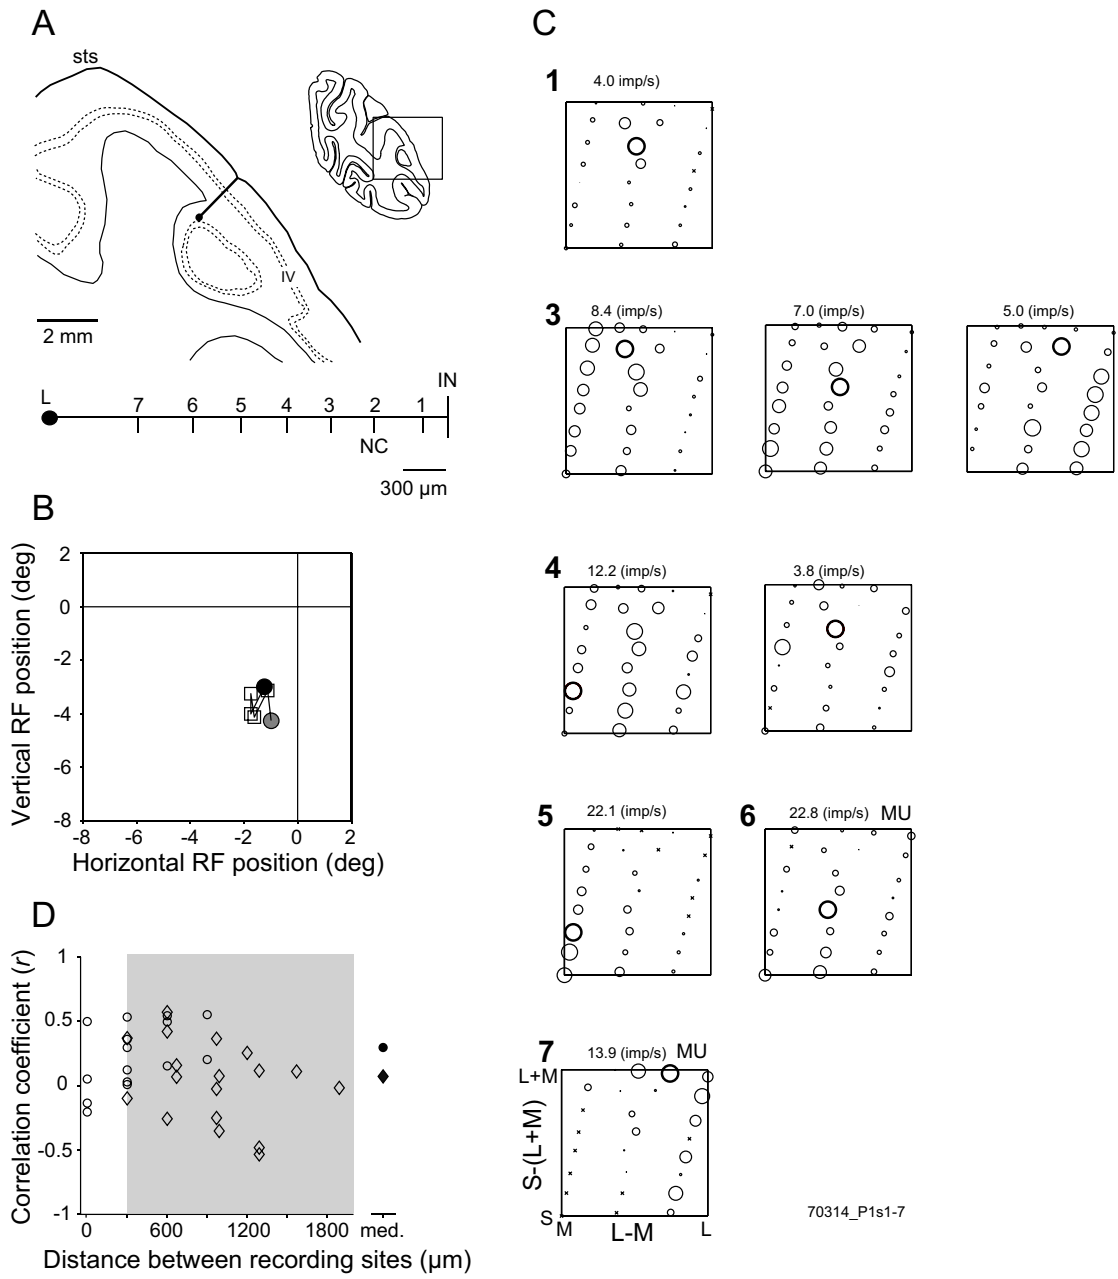 A
sts
IV
2 mm
IN
L
7 6 5 4 3 2 1
NC
300 µm
B
Vertical RF position (deg)
2
0
-2
-4
-6
-8
-8 -6 -4 -2 0 2
Horizontal RF position (deg)
C
1
4.0 imp/s)
3
8.4 (imp/s)
7.0 (imp/s)
5.0 (imp/s)
4
12.2 (imp/s)
3.8 (imp/s)
5
22.1 (imp/s)
6
22.8 (imp/s) MU
7
13.9 (imp/s) MU
L+M
S-(L+M)
S
M L-M L
70314_P1s1-7
D
Correlation coefficient (r)
1
0.5
0
-0.5
-1
0 600 1200 1800 med.
Distance between recording sites (µm)